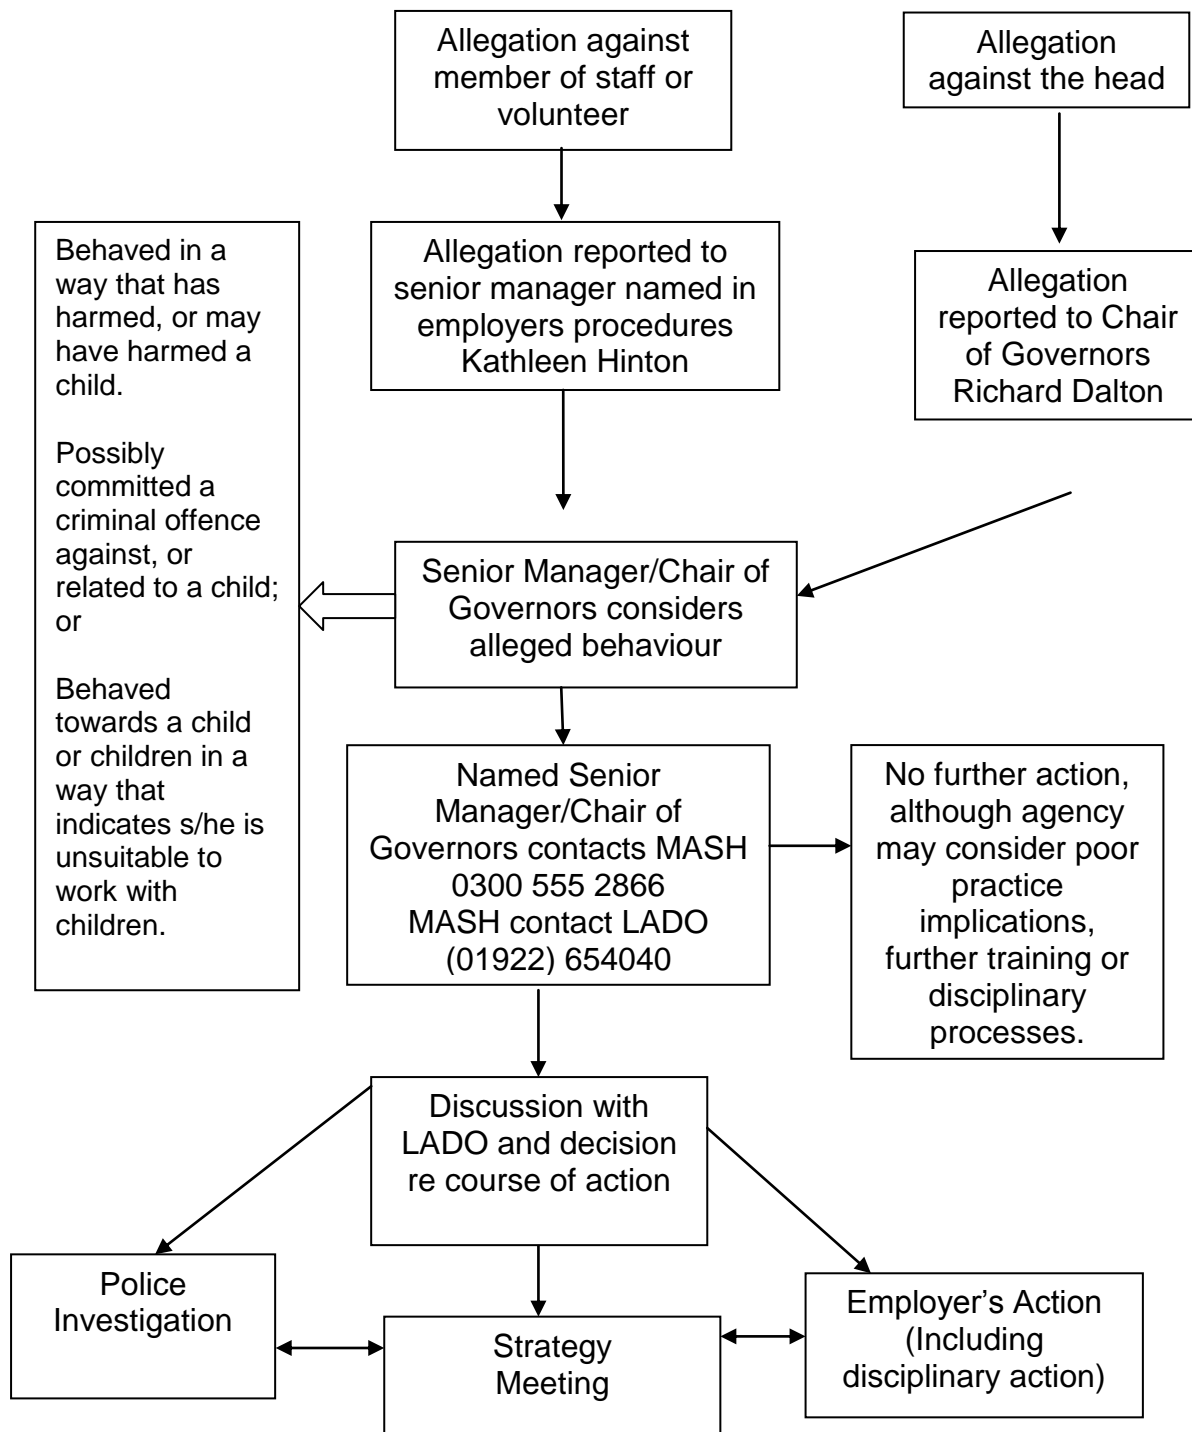 Allegation against
member of staff or
volunteer
Allegation
against the head
Allegation reported to
senior manager named in
employers procedures
Kathleen Hinton
Allegation
reported to Chair
of Governors
Richard Dalton
Behaved in a
way that has
harmed, or may
have harmed a
child.
Possibly
committed a
criminal offence
against, or
related to a child;
or
Behaved
towards a child
or children in a
way that
indicates s/he is
unsuitable to
work with
children.
Senior Manager/Chair of
Governors considers
alleged behaviour
Named Senior
Manager/Chair of
Governors contacts MASH
0300 555 2866
MASH contact LADO
(01922) 654040
No further action,
although agency
may consider poor
practice
implications,
further training or
disciplinary
processes.
Discussion with
LADO and decision
re course of action
Police
Investigation
Strategy
Meeting
Employer’s Action
(Including
disciplinary action)